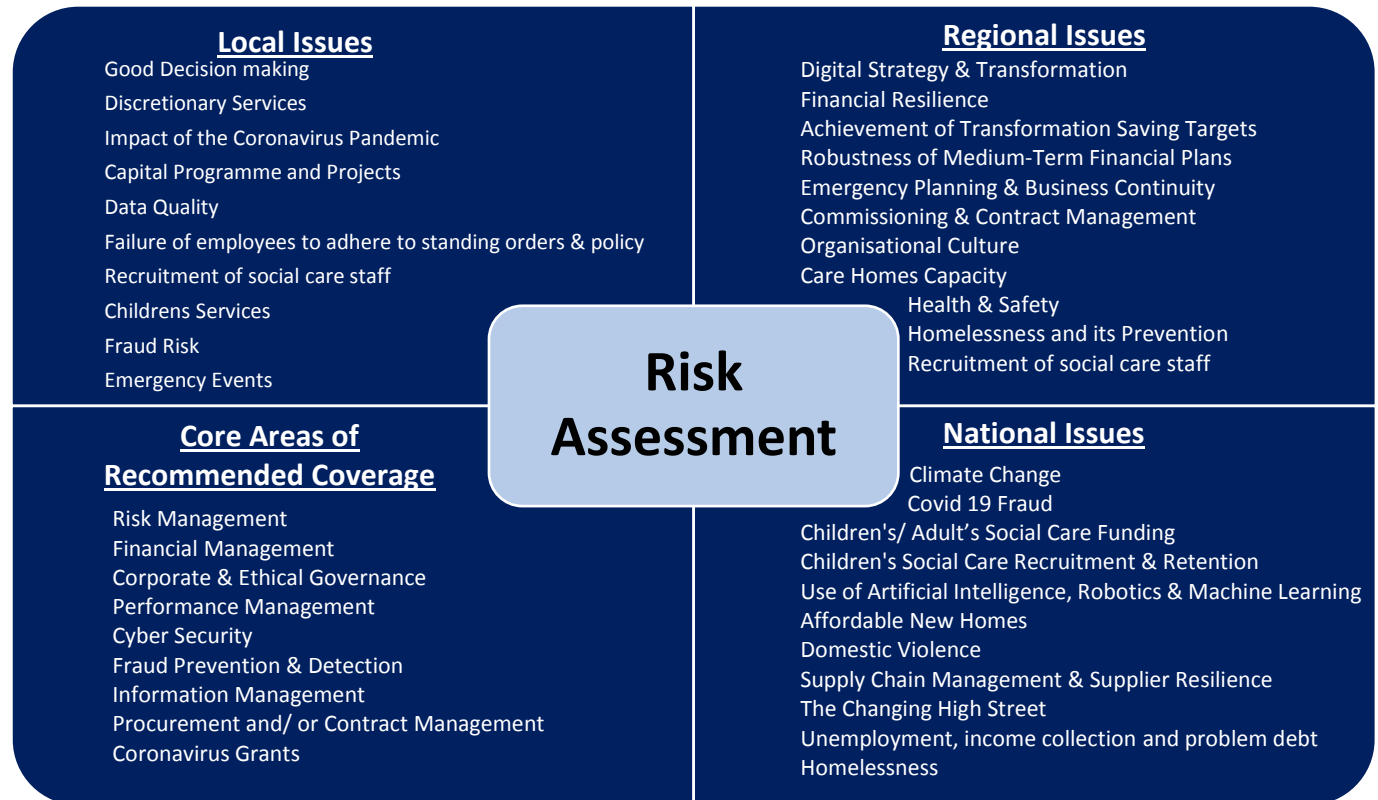 Local Issues
Good Decision making
Discretionary Services
Impact of the Coronavirus Pandemic
Capital Programme and Projects
Data Quality
Failure of employees to adhere to standing orders & policy
Recruitment of social care staff
Childrens Services
Fraud Risk
Emergency Events
Regional Issues
Digital Strategy & Transformation
Financial Resilience
Achievement of Transformation Saving Targets
Robustness of Medium-Term Financial Plans
Emergency Planning & Business Continuity
Commissioning & Contract Management
Organisational Culture
Care Homes Capacity
Health & Safety
Homelessness and its Prevention
Recruitment of social care staff
Risk
Assessment
Core Areas of
Recommended Coverage
Risk Management
Financial Management
Corporate & Ethical Governance
Performance Management
Cyber Security
Fraud Prevention & Detection
Information Management
Procurement and/ or Contract Management
Coronavirus Grants
National Issues
Climate Change
Covid 19 Fraud
Children's/ Adult’s Social Care Funding
Children's Social Care Recruitment & Retention
Use of Artificial Intelligence, Robotics & Machine Learning
Affordable New Homes
Domestic Violence
Supply Chain Management & Supplier Resilience
The Changing High Street
Unemployment, income collection and problem debt
Homelessness